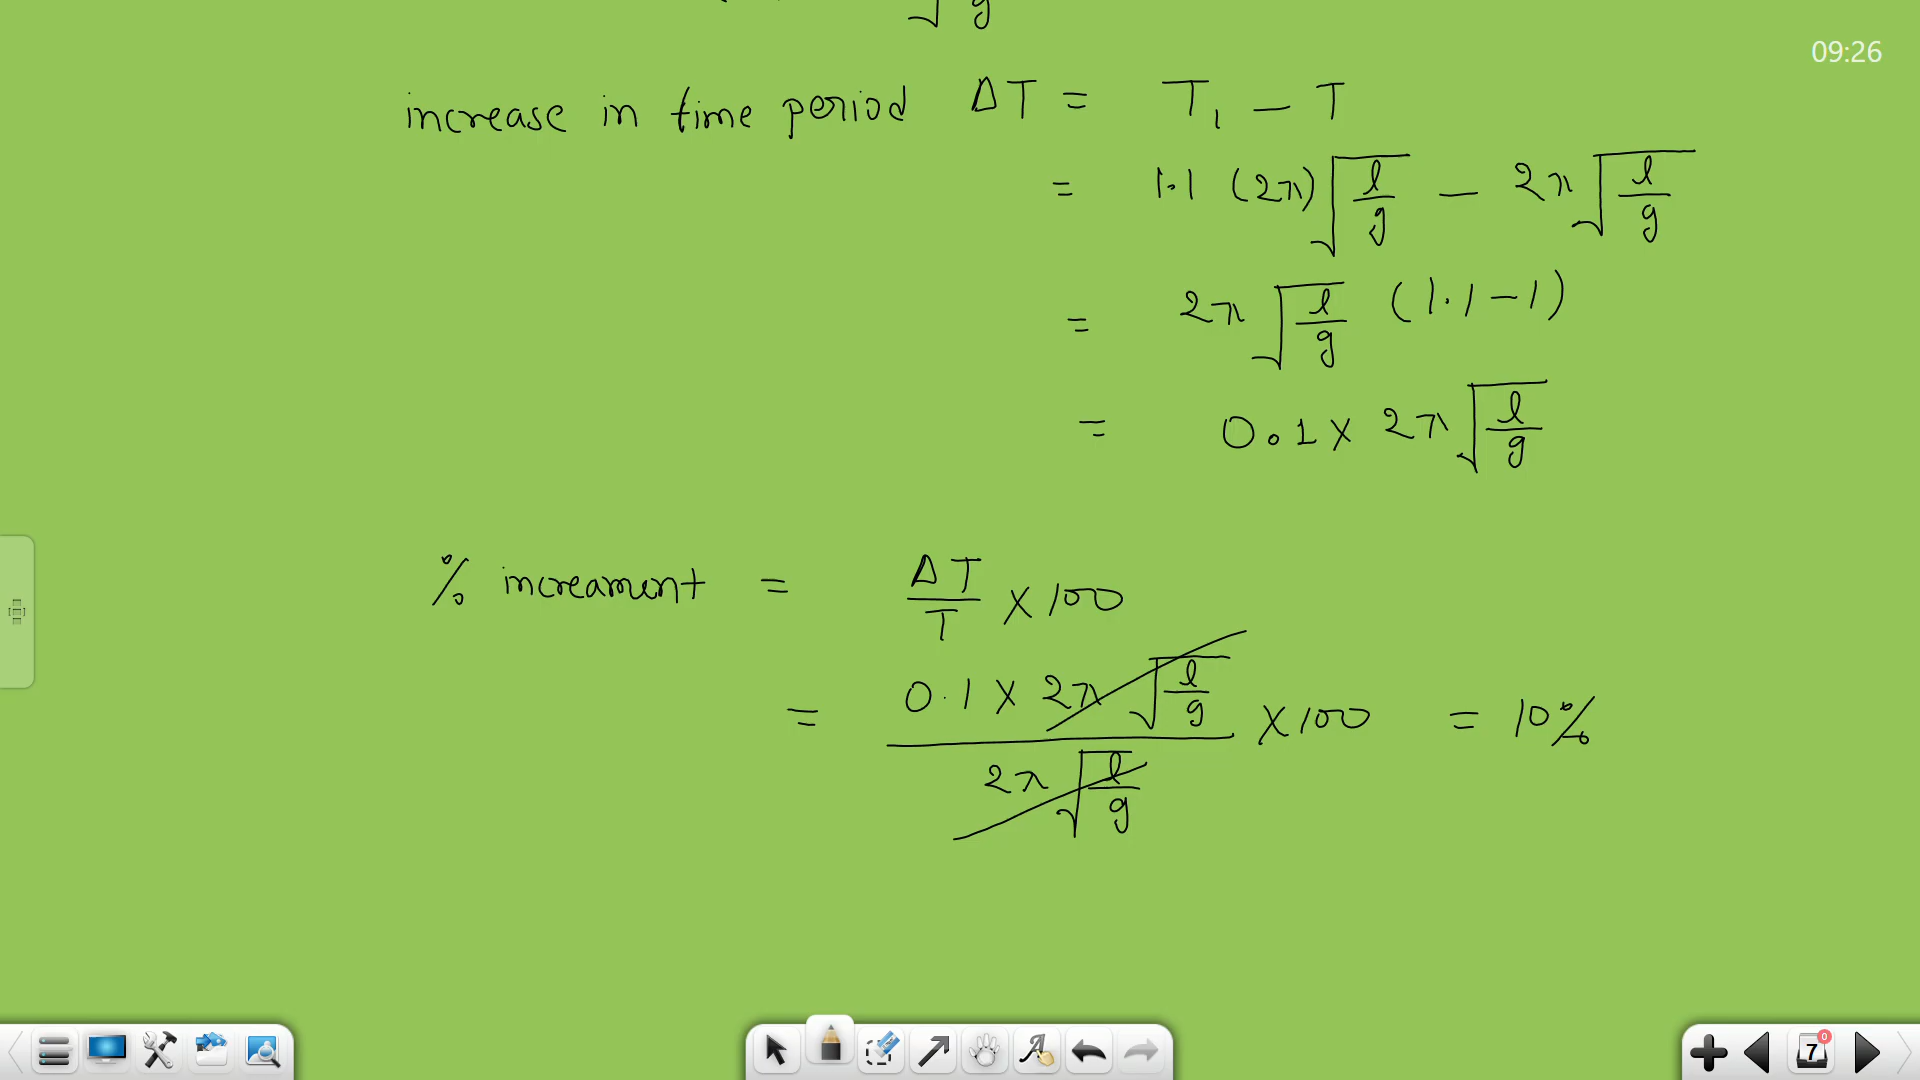 √ g
09:26
increase in time period ΔT = T₁ − T
= 1.1 (2π)√(l/g) − 2π√(l/g)
= 2π√(l/g) (1.1 − 1)
= 0.1 × 2π√(l/g)
% increament = ΔT/T × 100
= (0.1 × 2π√(l/g))/(2π√(l/g)) × 100 = 10%
7
0